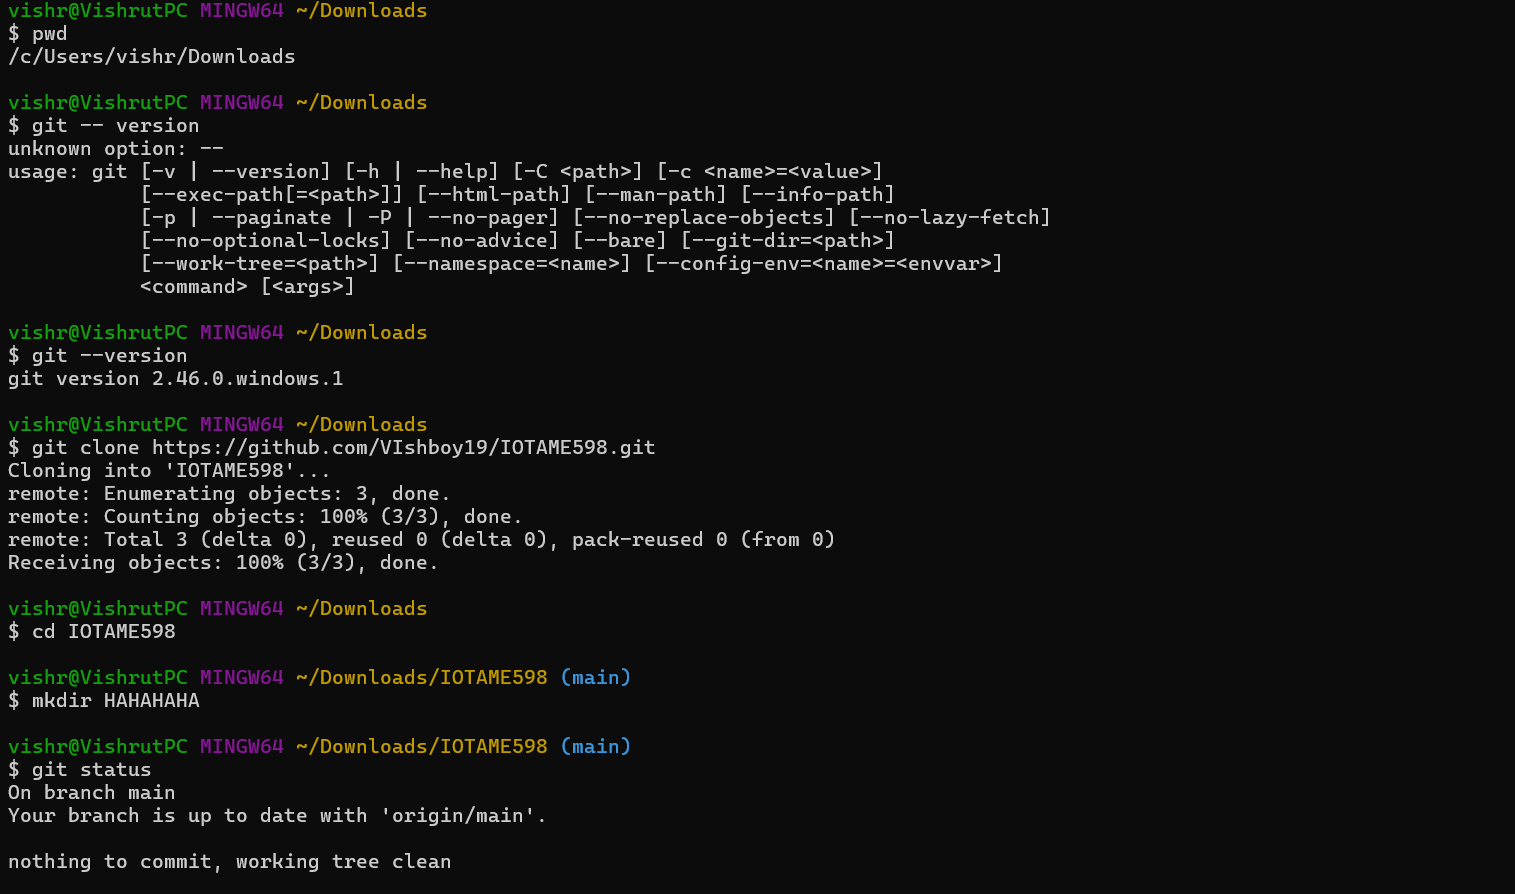 vishr@VishrutPC MINGW64 ~/Downloads
$ pwd
/c/Users/vishr/Downloads

vishr@VishrutPC MINGW64 ~/Downloads
$ git -- version
unknown option: --
usage: git [-v | --version] [-h | --help] [-C <path>] [-c <name>=<value>]
           [--exec-path[=<path>]] [--html-path] [--man-path] [--info-path]
           [-p | --paginate | -P | --no-pager] [--no-replace-objects] [--no-lazy-fetch]
           [--no-optional-locks] [--no-advice] [--bare] [--git-dir=<path>]
           [--work-tree=<path>] [--namespace=<name>] [--config-env=<name>=<envvar>]
           <command> [<args>]

vishr@VishrutPC MINGW64 ~/Downloads
$ git --version
git version 2.46.0.windows.1

vishr@VishrutPC MINGW64 ~/Downloads
$ git clone https://github.com/VIshboy19/IOTAME598.git
Cloning into 'IOTAME598'...
remote: Enumerating objects: 3, done.
remote: Counting objects: 100% (3/3), done.
remote: Total 3 (delta 0), reused 0 (delta 0), pack-reused 0 (from 0)
Receiving objects: 100% (3/3), done.

vishr@VishrutPC MINGW64 ~/Downloads
$ cd IOTAME598

vishr@VishrutPC MINGW64 ~/Downloads/IOTAME598 (main)
$ mkdir HAHAHAHA

vishr@VishrutPC MINGW64 ~/Downloads/IOTAME598 (main)
$ git status
On branch main
Your branch is up to date with 'origin/main'.

nothing to commit, working tree clean